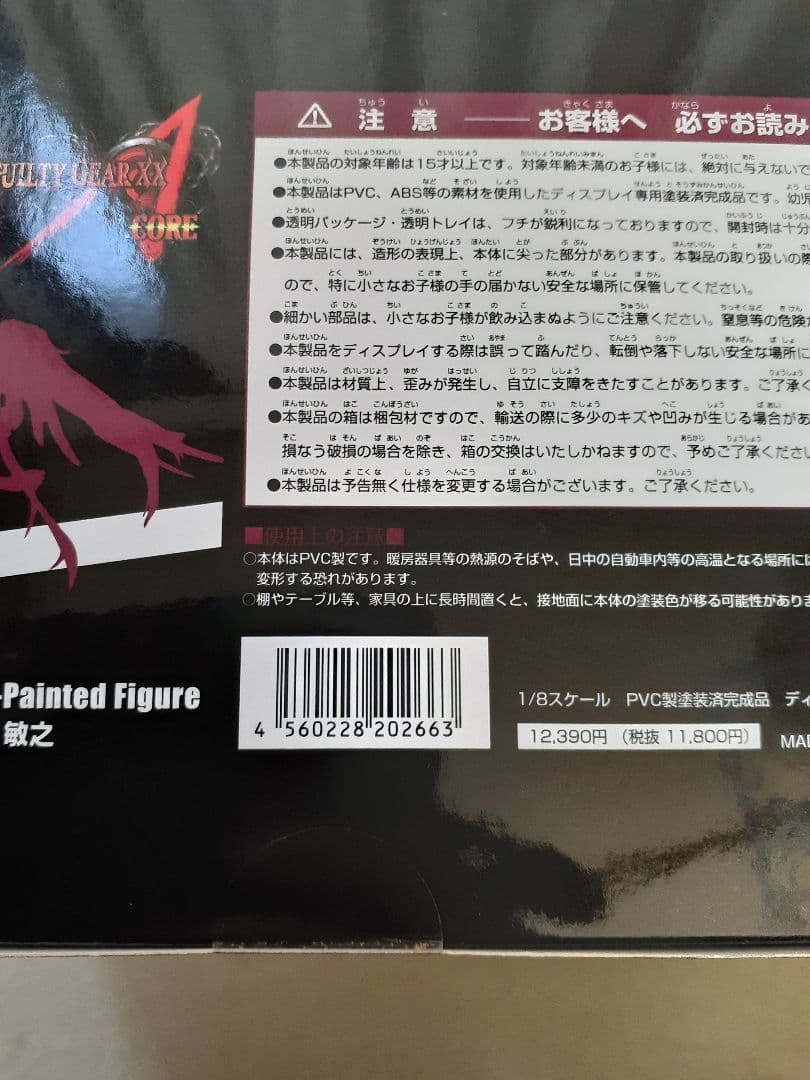 GUILTY GEAR XX
CORE
注意 お客様へ 必ずお読み
●本製品の対象年齢は15才以上です。対象年齢未満のお子様には、絶対に与えないで
●本製品はPVC、ABS等の素材を使用したディスプレイ専用塗装済完成品です。幼児
●透明パッケージ・透明トレイは、フチが鋭利になっておりますので、開封時は十分
●本製品には、造形の表現上、本体に尖った部分があります。本製品の取り扱いの際
ので、特に小さなお子様の手の届かない安全な場所に保管してください。
●細かい部品は、小さなお子様が飲み込まぬようにご注意ください。窒息等の危険が
●本製品をディスプレイする際は誤って踏んだり、転倒や落下しない安全な場所に
●本製品は材質上、歪みが発生し、自立に支障をきたすことがあります。ご了承く
●本製品の箱は梱包材ですので、輸送の際に多少のキズや凹みが生じる場合があ
損なう破損の場合を除き、箱の交換はいたしかねますので、予めご了承ください
●本製品は予告無く仕様を変更する場合がございます。ご了承ください。
■使用上の注意■
○本体はPVC製です。暖房器具等の熱源のそばや、日中の自動車内等の高温となる場所には
変形する恐れがあります。
○棚やテーブル等、家具の上に長時間置くと、接地面に本体の塗装色が移る可能性がありま
-Painted Figure
敏之
4 560228 202663
1/8スケール PVC製塗装済完成品 ディ
12,390円 （税抜 11,800円）
MAD